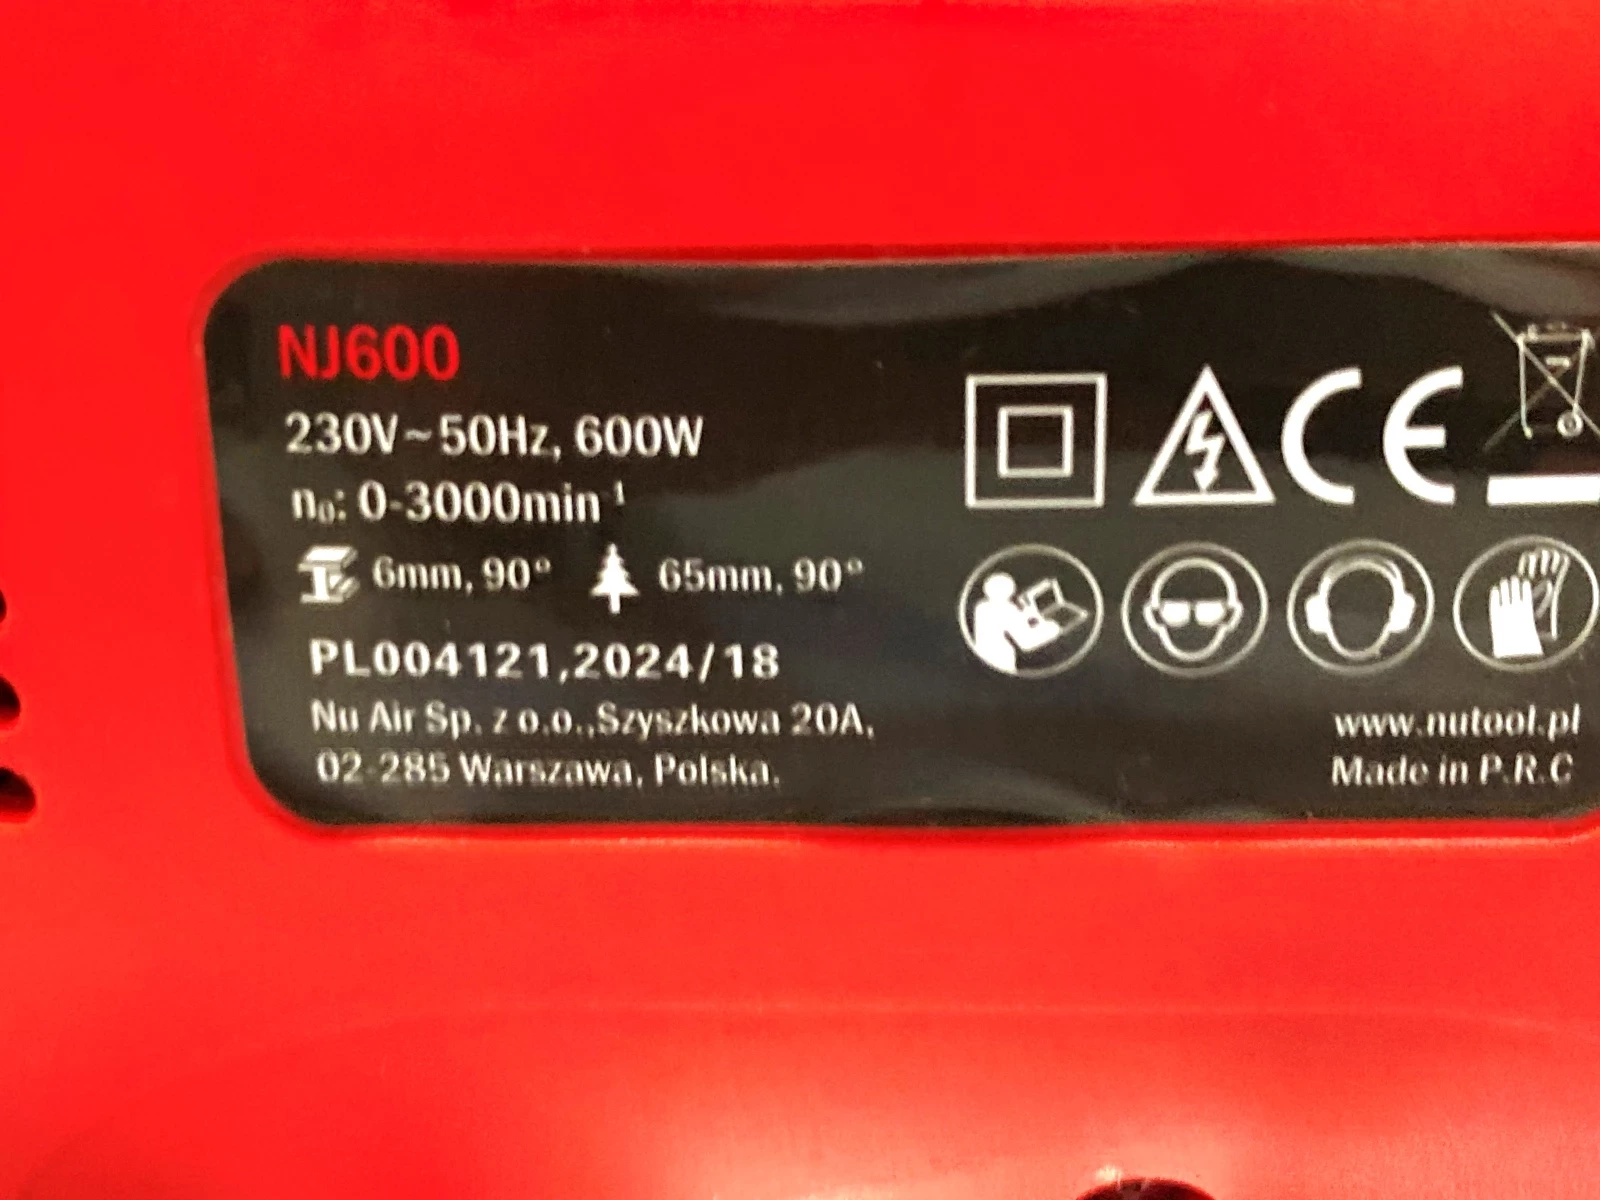 NJ600
230V~50Hz, 600W
n₀: 0-3000min⁻¹
6mm, 90° 65mm, 90°
PL004121,2024/18
Nu Air Sp. z o.o.,Szyszkowa 20A,
02-285 Warszawa, Polska.
CE
www.nutool.pl
Made in P.R.C